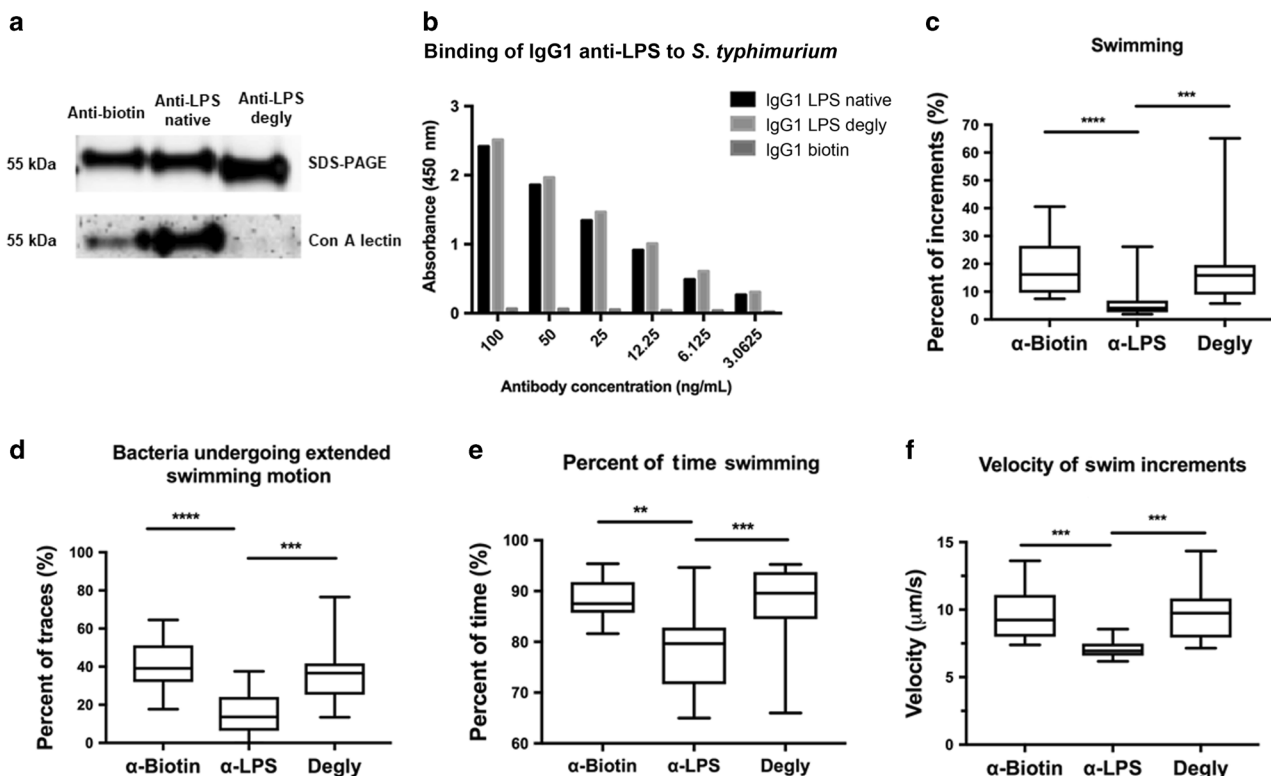 a
Anti-biotin
Anti-LPS
native
Anti-LPS
degly
55 kDa
SDS-PAGE
55 kDa
Con A lectin
b
Binding of IgG1 anti-LPS to S. typhimurium
IgG1 LPS native
IgG1 LPS degly
IgG1 biotin
Absorbance (450 nm)
3
2
1
0
100
50
25
12.25
6.125
3.0625
Antibody concentration (ng/mL)
c
Swimming
****
***
Percent of increments (%)
70
60
50
40
30
20
10
0
α-Biotin
α-LPS
Degly
d
Bacteria undergoing extended
swimming motion
****
***
Percent of traces (%)
100
80
60
40
20
0
α-Biotin
α-LPS
Degly
e
Percent of time swimming
**
***
Percent of time (%)
100
90
80
70
60
α-Biotin
α-LPS
Degly
f
Velocity of swim increments
***
***
Velocity (μm/s)
15
10
5
0
α-Biotin
α-LPS
Degly